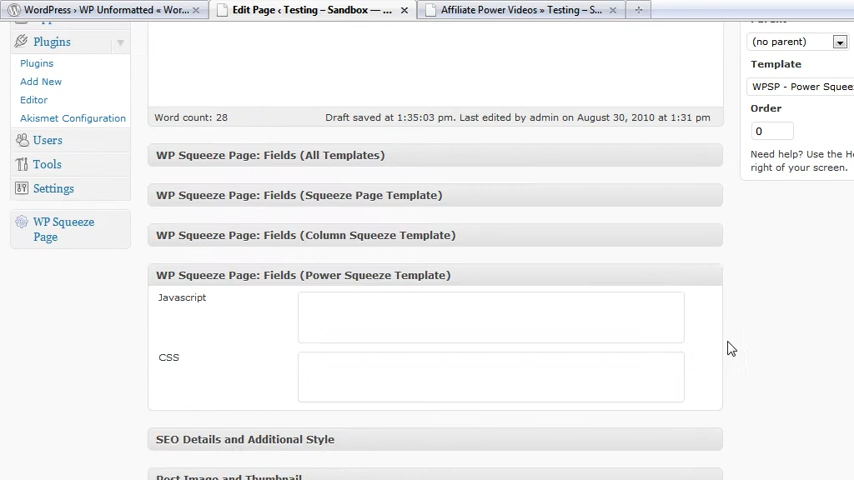 WordPress › WP Unformatted « Wor...
Edit Page ‹ Testing – Sandbox — ...
Affiliate Power Videos » Testing – S...
Plugins
Plugins
Add New
Editor
Akismet Configuration
Users
Tools
Settings
WP Squeeze
Page
Word count: 28
Draft saved at 1:35:03 pm. Last edited by admin on August 30, 2010 at 1:31 pm
WP Squeeze Page: Fields (All Templates)
WP Squeeze Page: Fields (Squeeze Page Template)
WP Squeeze Page: Fields (Column Squeeze Template)
WP Squeeze Page: Fields (Power Squeeze Template)
Javascript
CSS
SEO Details and Additional Style
Post Image and Thumbnail
(no parent)
Template
WPSP - Power Squee
Order
0
Need help? Use the He
right of your screen.